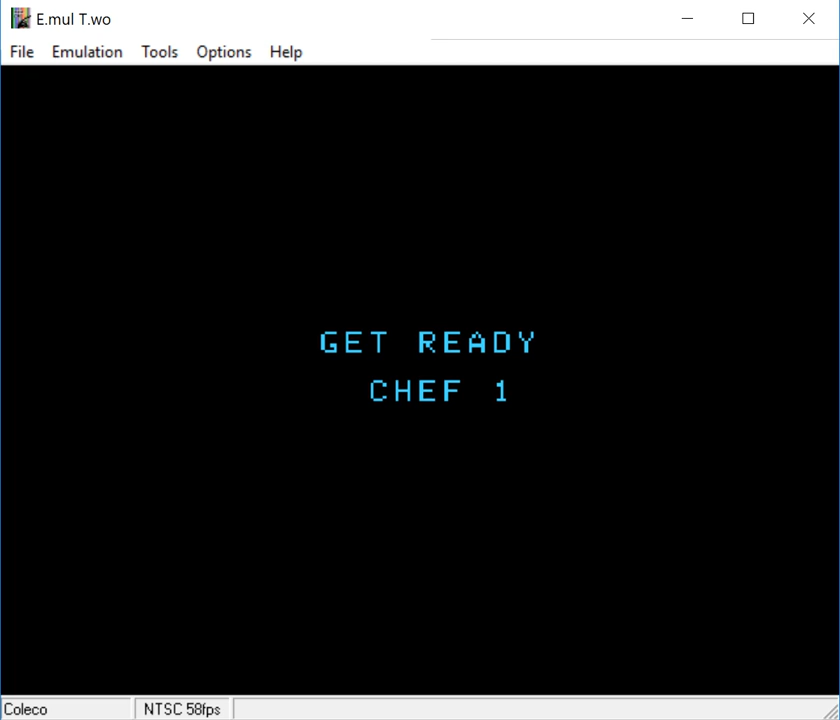 E.mul T.wo
File Emulation Tools Options Help
GET READY
CHEF 1
Coleco NTSC 58fps